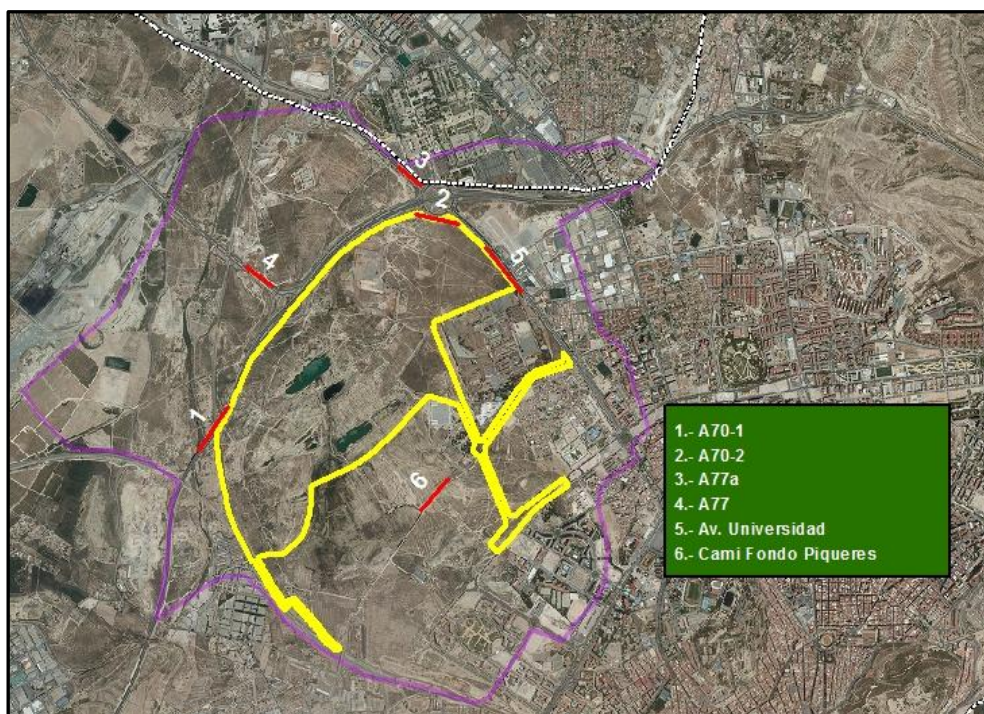 3
2
5
4
1
6
1.- A70-1
2.- A70-2
3.- A77a
4.- A77
5.- Av. Universidad
6.- Cami Fondo Piqueres